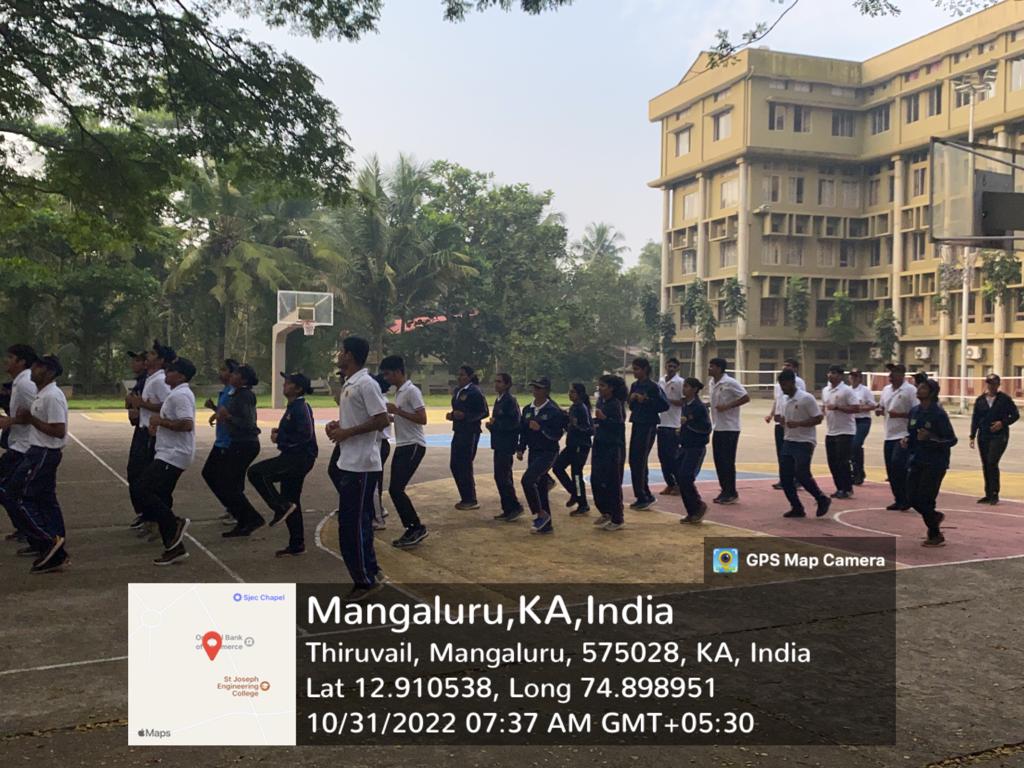 GPS Map Camera
Mangaluru,KA,India
Thiruvail, Mangaluru, 575028, KA, India
Lat 12.910538, Long 74.898951
10/31/2022 07:37 AM GMT+05:30
Sjec Chapel
Bank
St Joseph
Engineering
College
Maps